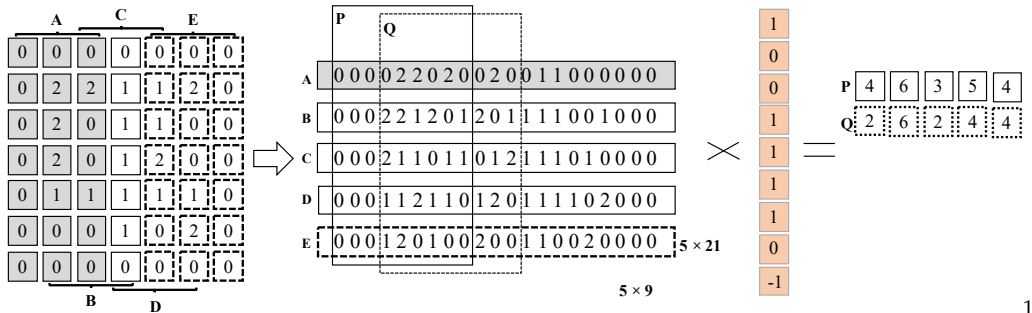 A C E
0 0 0 0 0 0 0
0 2 2 1 1 2 0
0 2 0 1 1 0 0
0 2 0 1 2 0 0
0 1 1 1 1 1 0
0 0 0 1 0 2 0
0 0 0 0 0 0 0
B D
P
Q
A 0 0 0 0 2 2 0 2 0 0 2 0 0 1 1 0 0 0 0 0 0
B 0 0 0 2 2 1 2 0 1 2 0 1 1 1 1 0 0 1 0 0 0
C 0 0 0 2 1 1 0 1 1 0 1 2 1 1 1 0 1 0 0 0 0
D 0 0 0 1 1 2 1 1 0 1 2 0 1 1 1 1 0 2 0 0 0
E 0 0 0 1 2 0 1 0 0 2 0 0 1 1 0 0 2 0 0 0 0
5 × 21
5 × 9
1
0
0
1
1
1
1
0
-1
P 4 6 3 5 4
Q 2 6 2 4 4
1